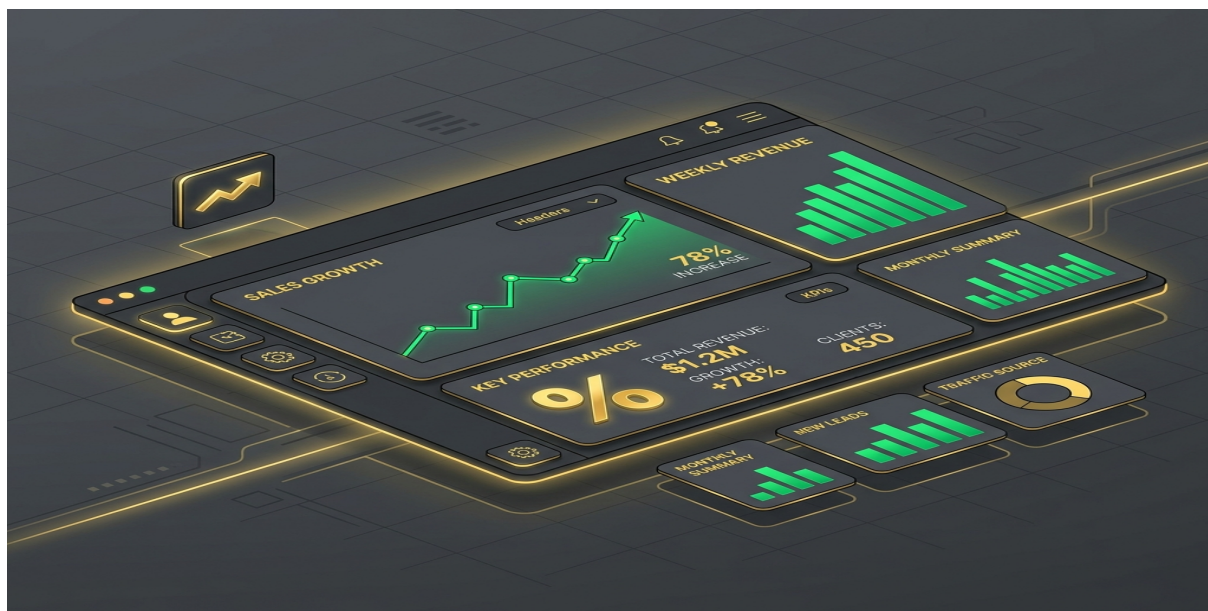 WEEKLY REVENUE
Headers
SALES GROWTH
78%
INCREASE
MONTHLY SUMMARY
KPIs
KEY PERFORMANCE
%
TOTAL REVENUE:
$1.2M
GROWTH:
+78%
CLIENTS:
450
TRAFFIC SOURCE
NEW LEADS
MONTHLY
SUMMARY